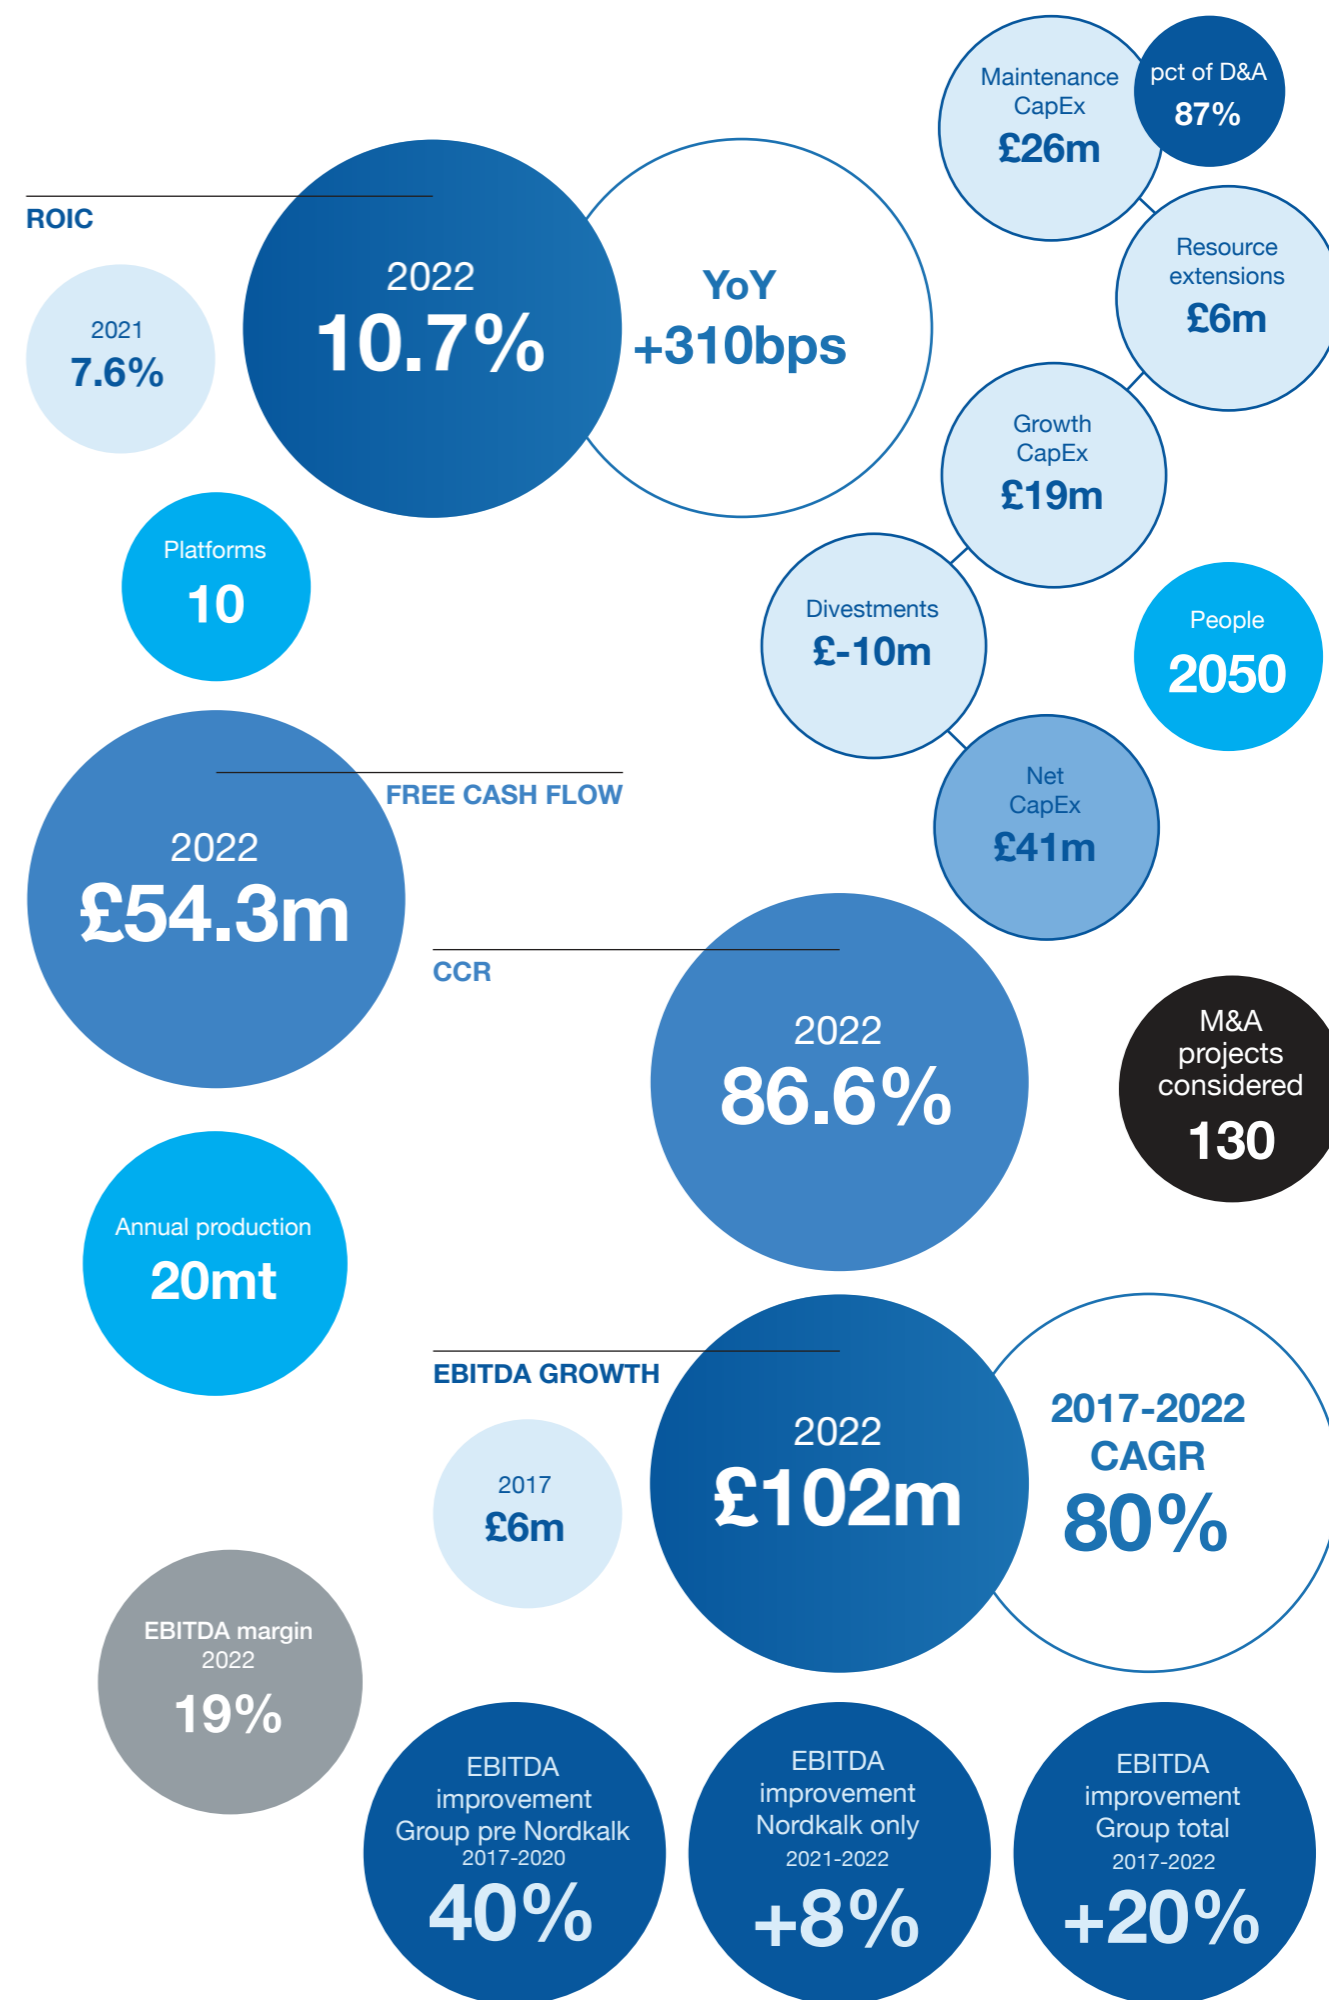 ROIC
2021
7.6%
2022
10.7%
YoY
+310bps
Maintenance
CapEx
£26m
pct of D&A
87%
Resource
extensions
£6m
Growth
CapEx
£19m
Divestments
£-10m
Net
CapEx
£41m
Platforms
10
People
2050
FREE CASH FLOW
2022
£54.3m
CCR
2022
86.6%
M&A
projects
considered
130
Annual production
20mt
EBITDA GROWTH
2017
£6m
2022
£102m
2017-2022
CAGR
80%
EBITDA margin
2022
19%
EBITDA
improvement
Group pre Nordkalk
2017-2020
40%
EBITDA
improvement
Nordkalk only
2021-2022
+8%
EBITDA
improvement
Group total
2017-2022
+20%